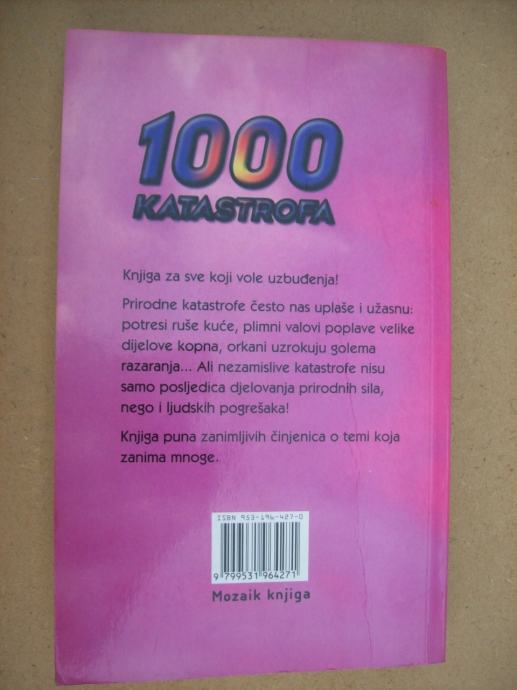 1000
KATASTROFA
Knjiga za sve koji vole uzbuđenja!
Prirodne katastrofe često nas uplaše i užasnu:
potresi ruše kuće, plimni valovi poplave velike
dijelove kopna, orkani uzrokuju golema
razaranja... Ali nezamislive katastrofe nisu
samo posljedica djelovanja prirodnih sila,
nego i ljudskih pogrešaka!
Knjiga puna zanimljivih činjenica o temi koja
zanima mnoge.
ISBN 953-196-427-0
9 799531 964271
Mozaik knjiga